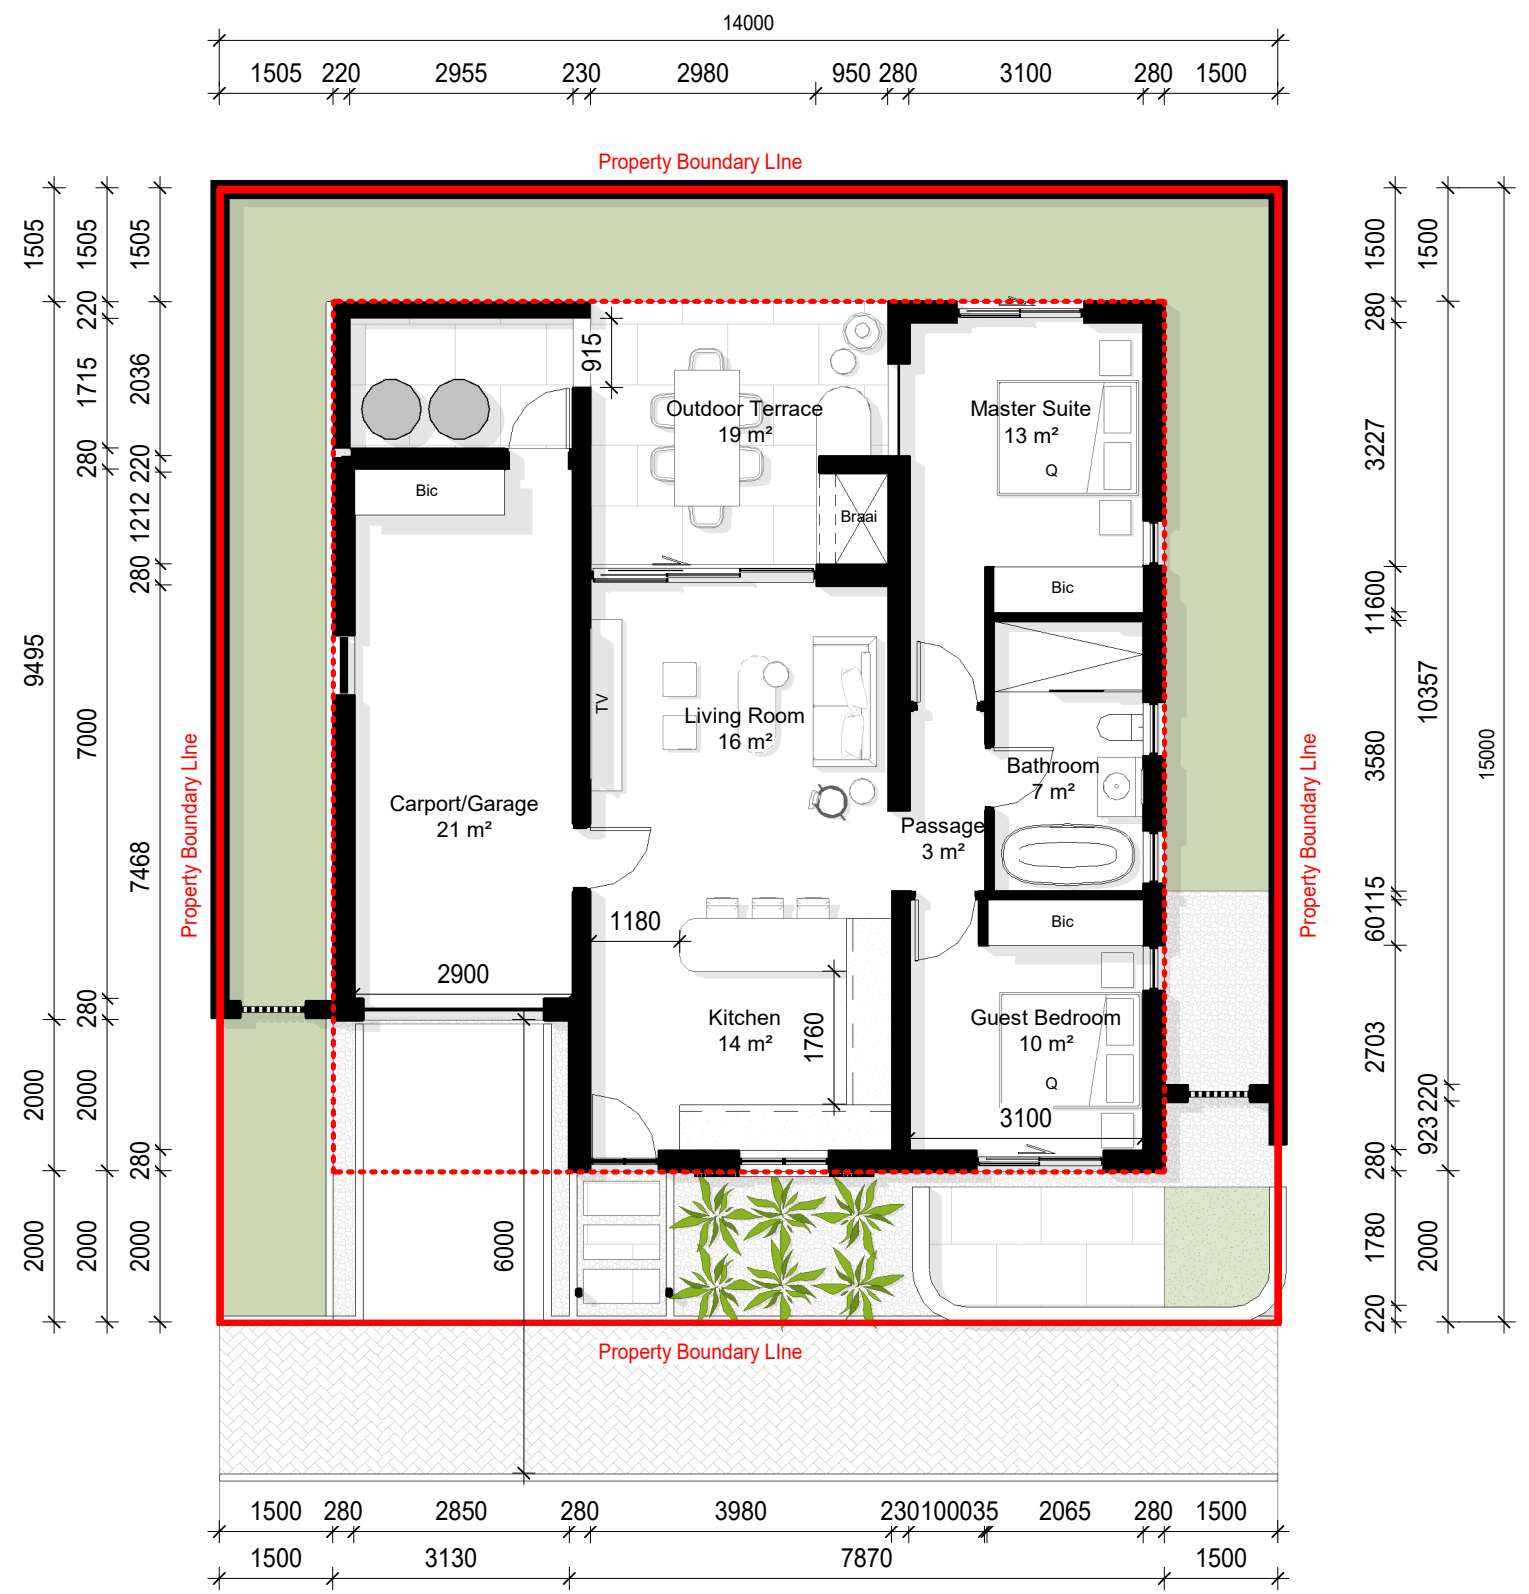 14000
1505 220 2955 230 2980 950 280 3100 280 1500
Property Boundary LIne
1505 1505 1505
220
1715 2036
280 220
1212
280
9495
7000
7468
280
2000 2000
280
2000 2000 2000
Property Boundary LIne
915
Outdoor Terrace
19 m²
Master Suite
13 m²
Q
Bic
Braai
Bic
TV
Living Room
16 m²
Bathroom
7 m²
Carport/Garage
21 m²
Passage
3 m²
1180
Bic
2900
Kitchen
14 m²
1760
Guest Bedroom
10 m²
Q
3100
6000
Property Boundary LIne
1500 1500
280
3227
11600
10357
15000
3580
60115
2703
220
923
280
1780 2000
220
Property Boundary LIne
1500 280 2850 280 3980 230100035 2065 280 1500
1500 3130 7870 1500